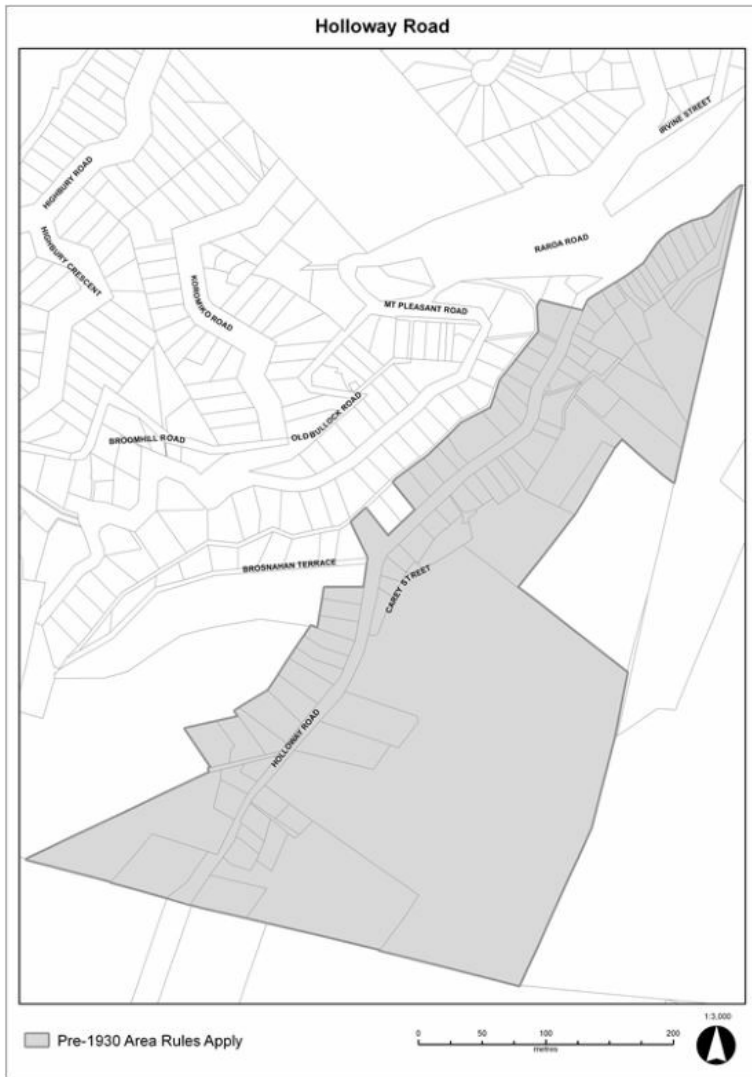 Holloway Road
IRVINE STREET
HIGHBURY ROAD
RAROA ROAD
HIGHBURY CRESCENT
KOROMIKO ROAD
MT PLEASANT ROAD
OLD BULLOCK ROAD
BROOMHILL ROAD
BROSNAHAN TERRACE
CAREY STREET
HOLLOWAY ROAD
1:3,000
Pre-1930 Area Rules Apply
0 50 100 200
metres